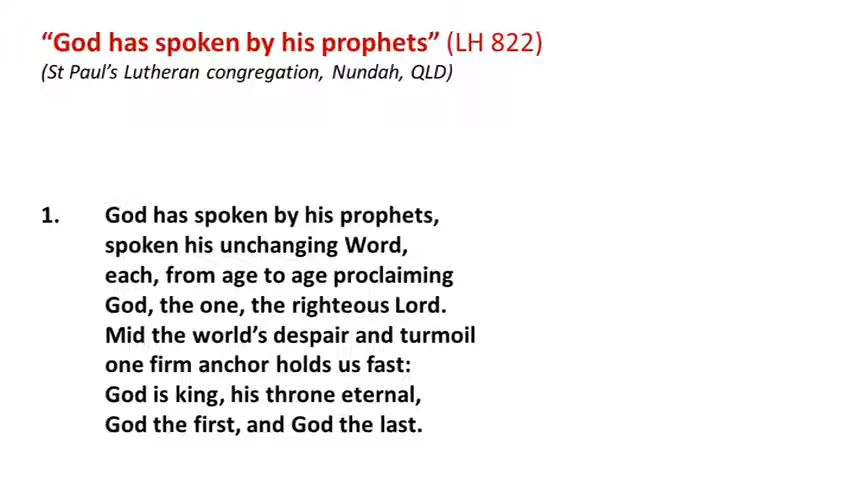 “God has spoken by his prophets” (LH 822)
(St Paul’s Lutheran congregation, Nundah, QLD)
1. God has spoken by his prophets,
spoken his unchanging Word,
each, from age to age proclaiming
God, the one, the righteous Lord.
Mid the world’s despair and turmoil
one firm anchor holds us fast:
God is king, his throne eternal,
God the first, and God the last.